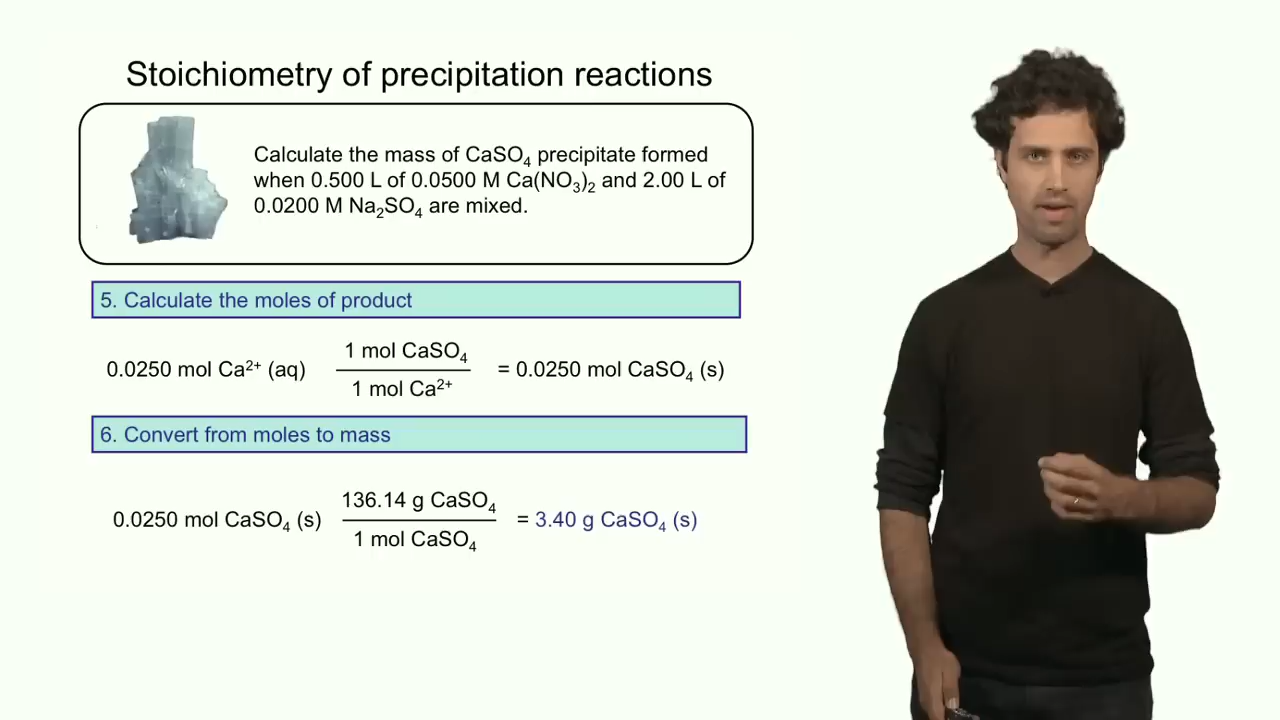 Stoichiometry of precipitation reactions
Calculate the mass of CaSO₄ precipitate formed
when 0.500 L of 0.0500 M Ca(NO₃)₂ and 2.00 L of
0.0200 M Na₂SO₄ are mixed.
5. Calculate the moles of product
1 mol CaSO₄
0.0250 mol Ca²⁺ (aq) = 0.0250 mol CaSO₄ (s)
1 mol Ca²⁺
6. Convert from moles to mass
136.14 g CaSO₄
0.0250 mol CaSO₄ (s) = 3.40 g CaSO₄ (s)
1 mol CaSO₄